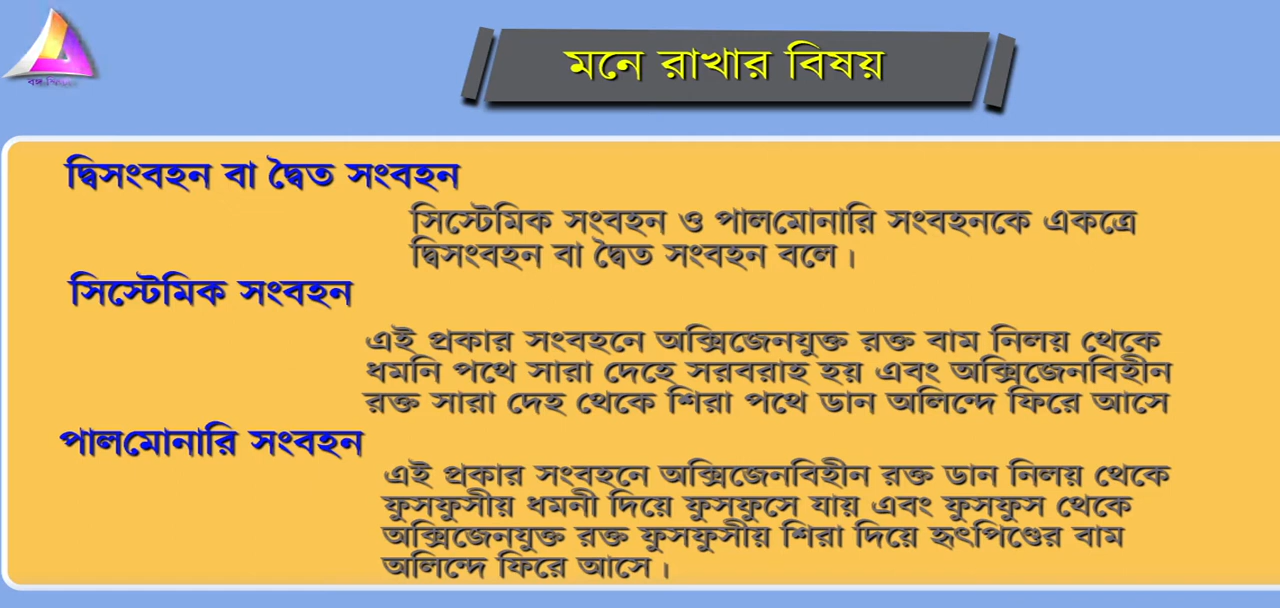 মনে রাখার বিষয়
দ্বিসংবহন বা দ্বৈত সংবহন
সিস্টেমিক সংবহন ও পালমোনারি সংবহনকে একত্রে
দ্বিসংবহন বা দ্বৈত সংবহন বলে।
সিস্টেমিক সংবহন
এই প্রকার সংবহনে অক্সিজেনযুক্ত রক্ত বাম নিলয় থেকে
ধমনি পথে সারা দেহে সরবরাহ হয় এবং অক্সিজেনবিহীন
রক্ত সারা দেহ থেকে শিরা পথে ডান অলিন্দে ফিরে আসে
পালমোনারি সংবহন
এই প্রকার সংবহনে অক্সিজেনবিহীন রক্ত ডান নিলয় থেকে
ফুসফুসীয় ধমনী দিয়ে ফুসফুসে যায় এবং ফুসফুস থেকে
অক্সিজেনযুক্ত রক্ত ফুসফুসীয় শিরা দিয়ে হৃৎপিণ্ডের বাম
অলিন্দে ফিরে আসে।